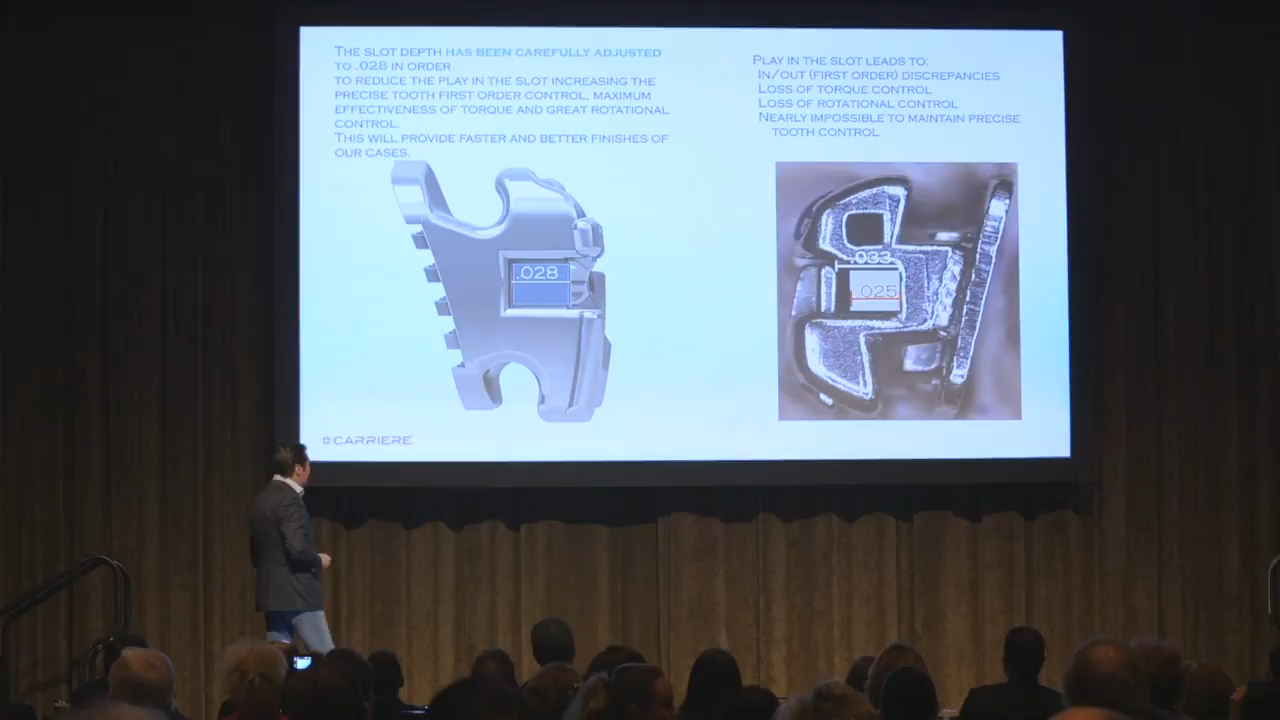 THE SLOT DEPTH HAS BEEN CAREFULLY ADJUSTED
TO .028 IN ORDER
TO REDUCE THE PLAY IN THE SLOT INCREASING THE
PRECISE TOOTH FIRST ORDER CONTROL, MAXIMUM
EFFECTIVENESS OF TORQUE AND GREAT ROTATIONAL
CONTROL.
THIS WILL PROVIDE FASTER AND BETTER FINISHES OF
OUR CASES.
.028
CARRIERE
PLAY IN THE SLOT LEADS TO:
IN/OUT (FIRST ORDER) DISCREPANCIES
LOSS OF TORQUE CONTROL
LOSS OF ROTATIONAL CONTROL
NEARLY IMPOSSIBLE TO MAINTAIN PRECISE
TOOTH CONTROL
.033
.025